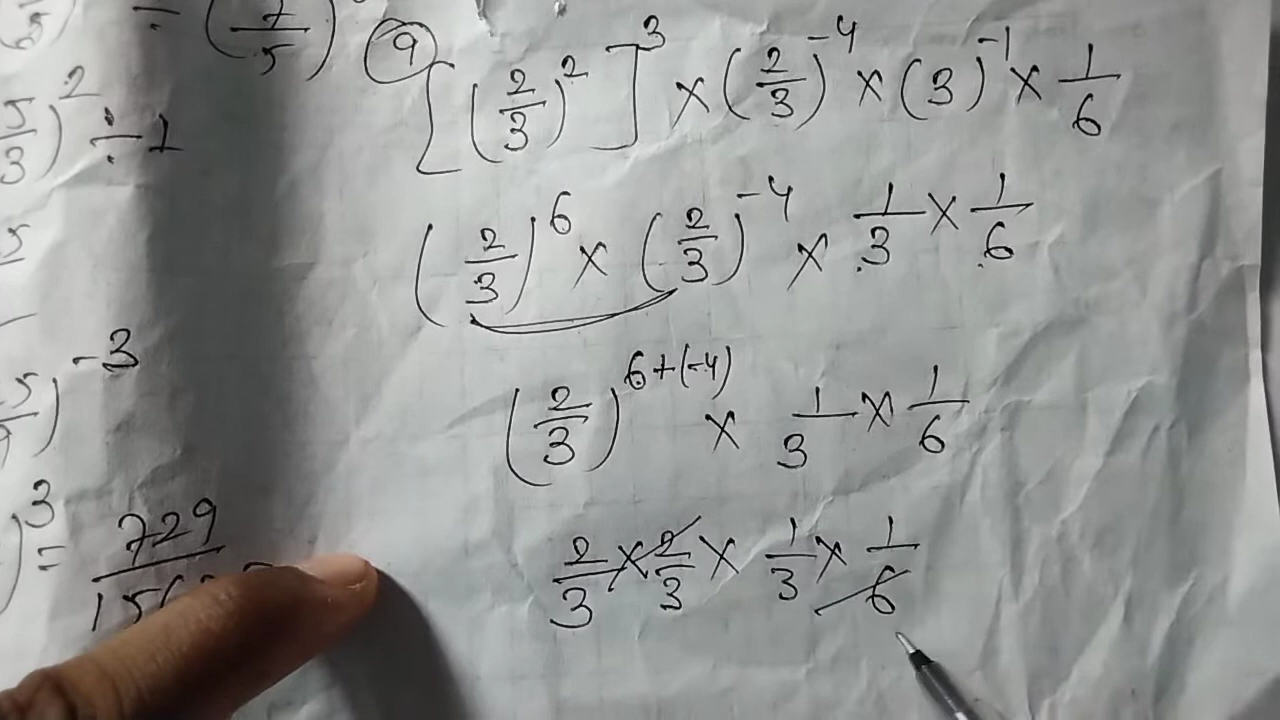 ÷ (7/5)
5/3)² ÷ 1
)⁻³
)³ = 729/
9
[(2/3)²]³ × (2/3)⁻⁴ × (3)⁻¹ × 1/6
(2/3)⁶ × (2/3)⁻⁴ × 1/3 × 1/6
(2/3)⁶⁺⁽⁻⁴⁾ × 1/3 × 1/6
2/3 × 2/3 × 1/3 × 1/6